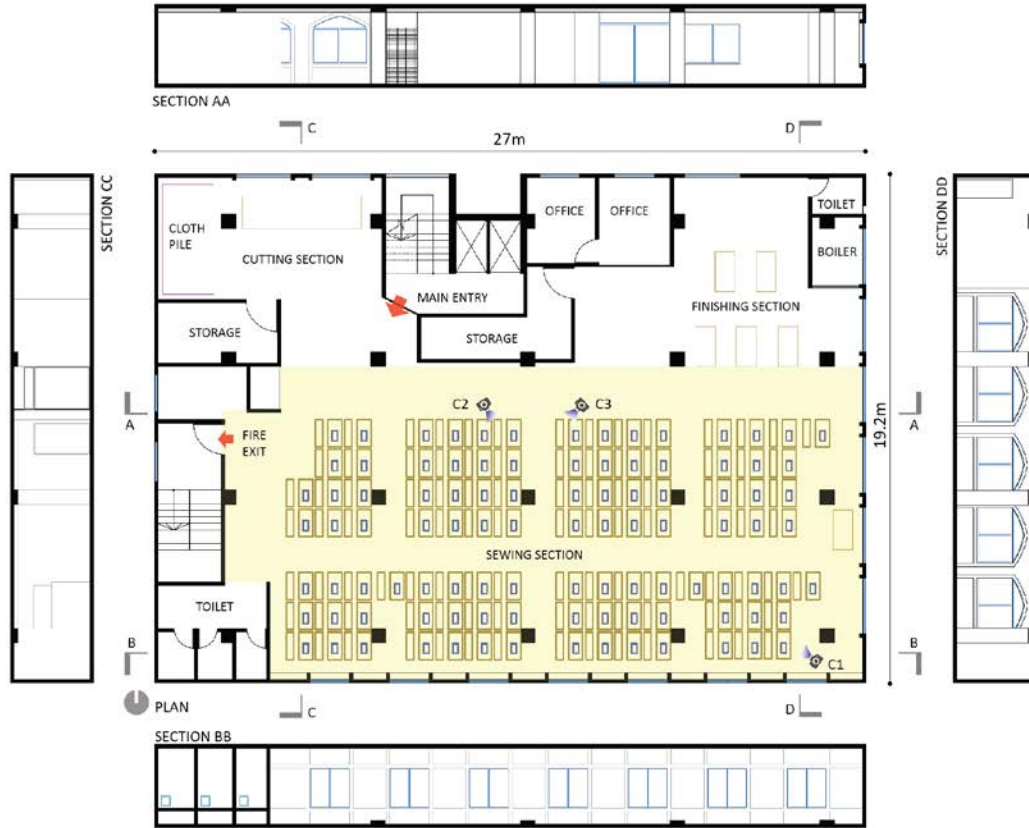 SECTION AA
C
D
27m
SECTION CC
SECTION DD
CLOTH
PILE
CUTTING SECTION
OFFICE
OFFICE
TOILET
BOILER
MAIN ENTRY
FINISHING SECTION
STORAGE
STORAGE
A
FIRE
EXIT
C2
C3
A
19.2m
SEWING SECTION
TOILET
B
C1
B
PLAN
C
D
SECTION BB